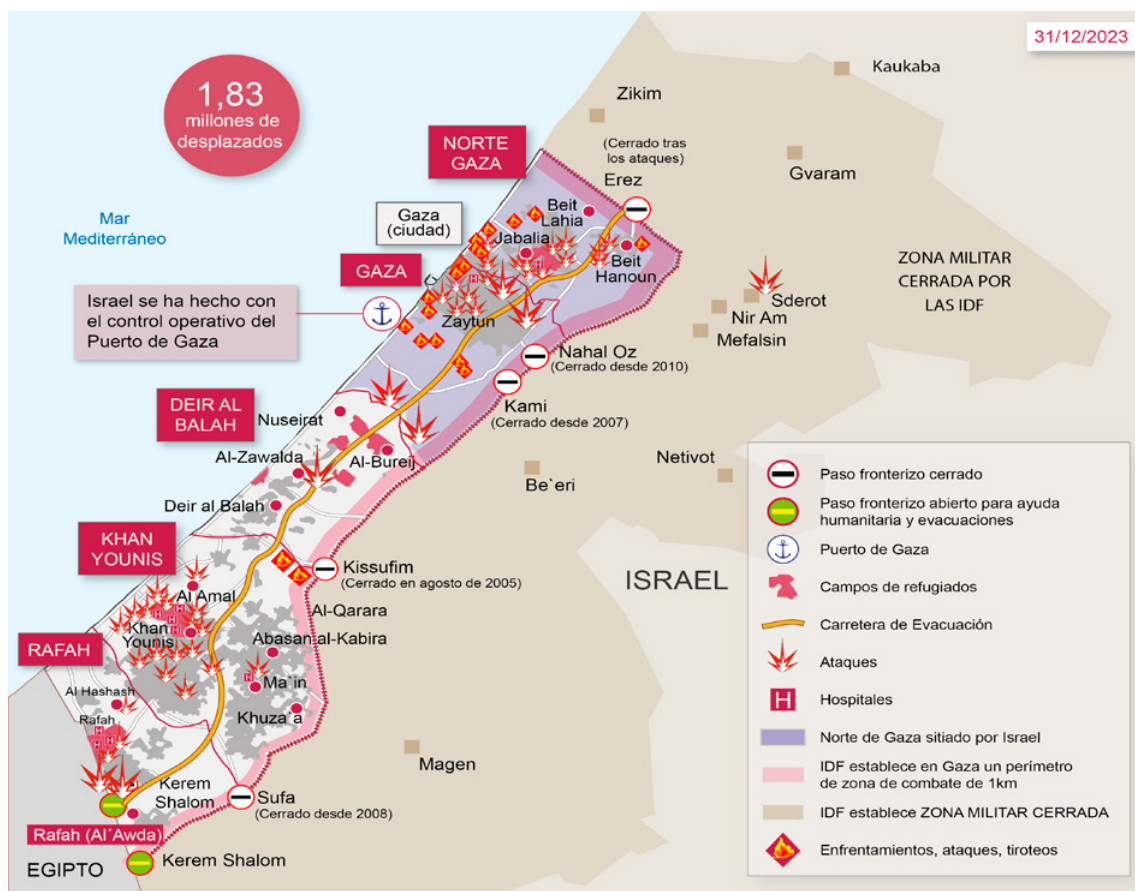 31/12/2023
1,83
millones de
desplazados
Kaukaba
Zikim
(Cerrado tras
los ataques)
Erez
Gvaram
NORTE
GAZA
Mar
Mediterráneo
Gaza
(ciudad)
Beit
Lahia
Jabalia
Beit
Hanoun
ZONA MILITAR
CERRADA POR
LAS IDF
GAZA
H
Sderot
Israel se ha hecho con
el control operativo del
Puerto de Gaza
Zaytun
Nir Am
Mefalsin
Nahal Oz
(Cerrado desde 2010)
Kami
(Cerrado desde 2007)
DEIR AL
BALAH
Nuseirat
Al-Zawalda
Al-Bureij
Be`eri
Netivot
Deir al Balah
KHAN
YOUNIS
Kissufim
(Cerrado en agosto de 2005)
ISRAEL
Al Amal
H
H
H
H
Al-Qarara
Khan
Younis
Abasan al-Kabira
RAFAH
H
Ma`in
Al Hashash
Khuza`a
Rafah
H
H
H
H
Magen
Kerem
Shalom
Sufa
(Cerrado desde 2008)
Rafah (Al´Awda)
Kerem Shalom
EGIPTO
Paso fronterizo cerrado
Paso fronterizo abierto para ayuda
humanitaria y evacuaciones
Puerto de Gaza
Campos de refugiados
Carretera de Evacuación
Ataques
H
Hospitales
Norte de Gaza sitiado por Israel
IDF establece en Gaza un perímetro
de zona de combate de 1km
IDF establece ZONA MILITAR CERRADA
Enfrentamientos, ataques, tiroteos